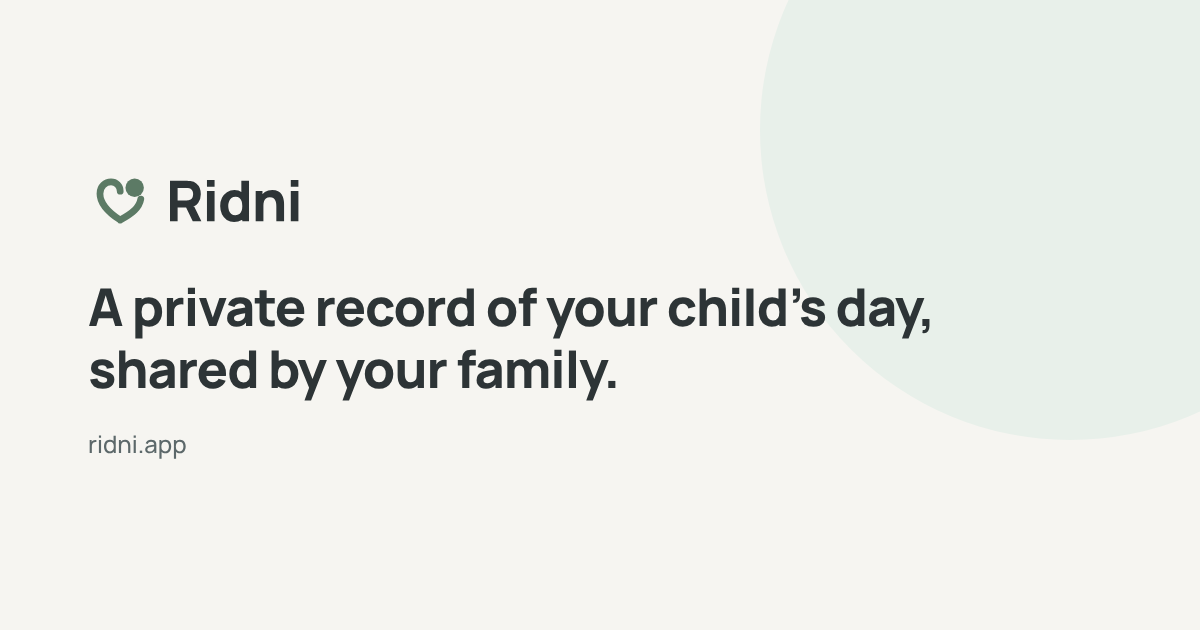 Ridni
A private record of your child’s day,
shared by your family.
ridni.app